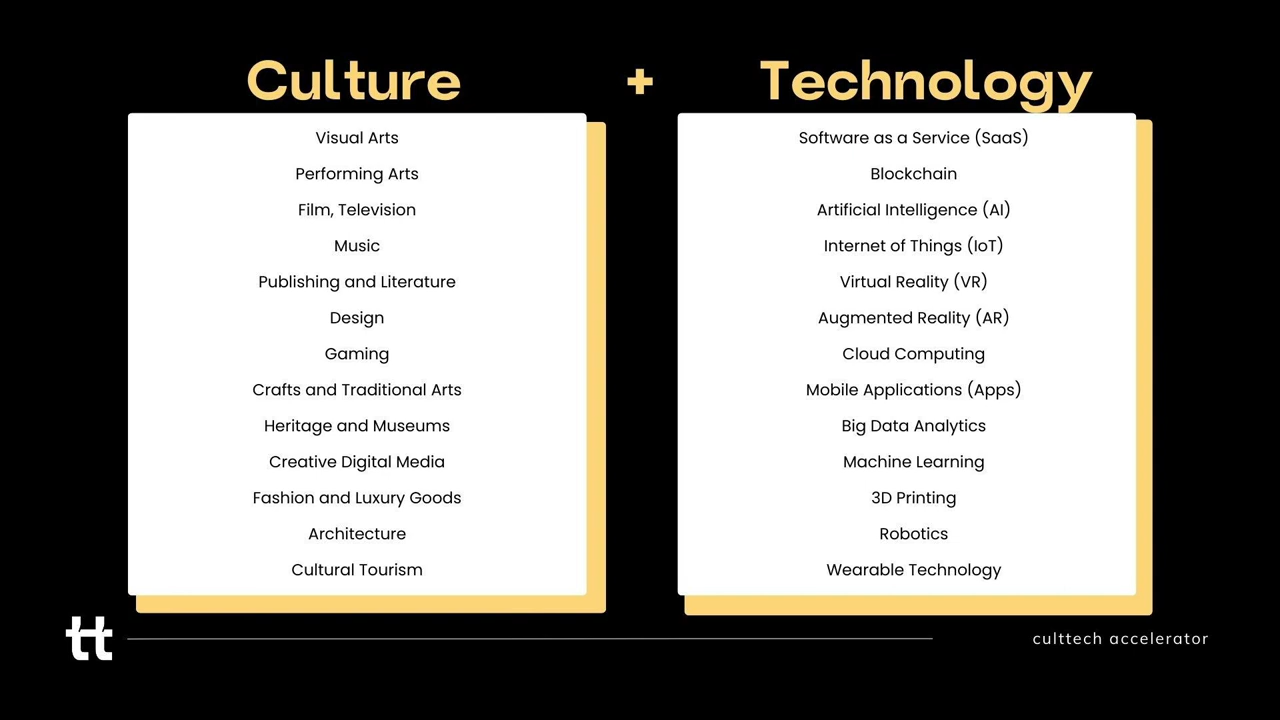 Culture + Technology
Visual Arts
Performing Arts
Film, Television
Music
Publishing and Literature
Design
Gaming
Crafts and Traditional Arts
Heritage and Museums
Creative Digital Media
Fashion and Luxury Goods
Architecture
Cultural Tourism
Software as a Service (SaaS)
Blockchain
Artificial Intelligence (AI)
Internet of Things (IoT)
Virtual Reality (VR)
Augmented Reality (AR)
Cloud Computing
Mobile Applications (Apps)
Big Data Analytics
Machine Learning
3D Printing
Robotics
Wearable Technology
tt
culttech accelerator